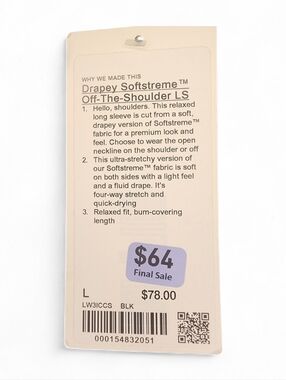 WHY WE MADE THIS
Drapey Softstreme™
Off-The-Shoulder LS
1. Hello, shoulders. This relaxed
long sleeve is cut from a soft,
drapey version of Softstreme™
fabric for a premium look and
feel. Choose to wear the open
neckline on the shoulder or off
2. This ultra-stretchy version of
our Softstreme™ fabric is soft
on both sides with a light feel
and a fluid drape. It's
four-way stretch and
quick-drying
3. Relaxed fit, bum-covering
length
$64
Final Sale
L
$78.00
LW3ICCS BLK
000154832051